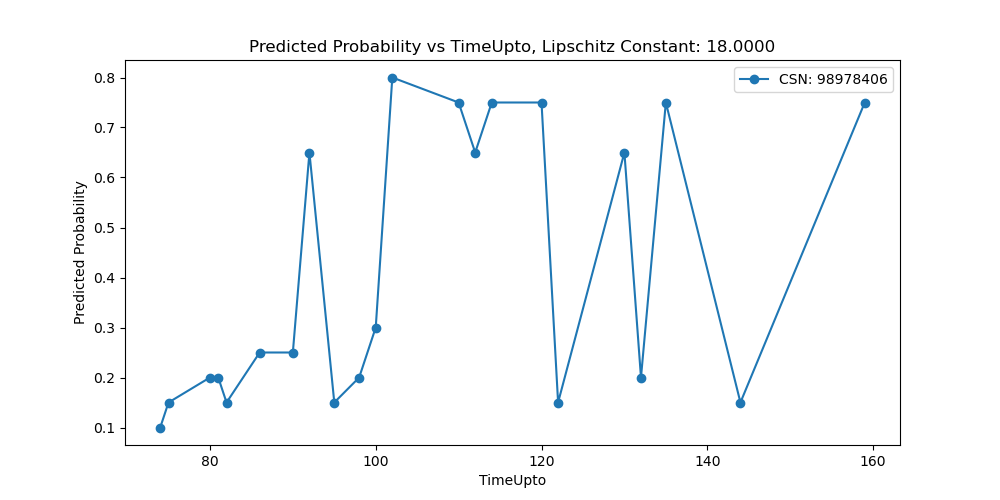 Predicted Probability vs TimeUpto, Lipschitz Constant: 18.0000
CSN: 98978406
Predicted Probability
0.8
0.7
0.6
0.5
0.4
0.3
0.2
0.1
80 100 120 140 160
TimeUpto